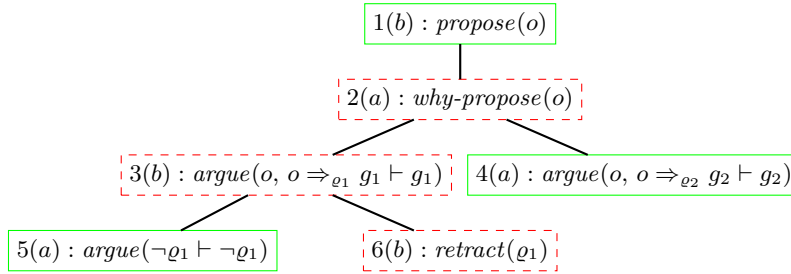 1(b) : propose(o)
2(a) : why-propose(o)
3(b) : argue(o, o ⇒ϱ₁ g₁ ⊢ g₁)
4(a) : argue(o, o ⇒ϱ₂ g₂ ⊢ g₂)
5(a) : argue(¬ϱ₁ ⊢ ¬ϱ₁)
6(b) : retract(ϱ₁)